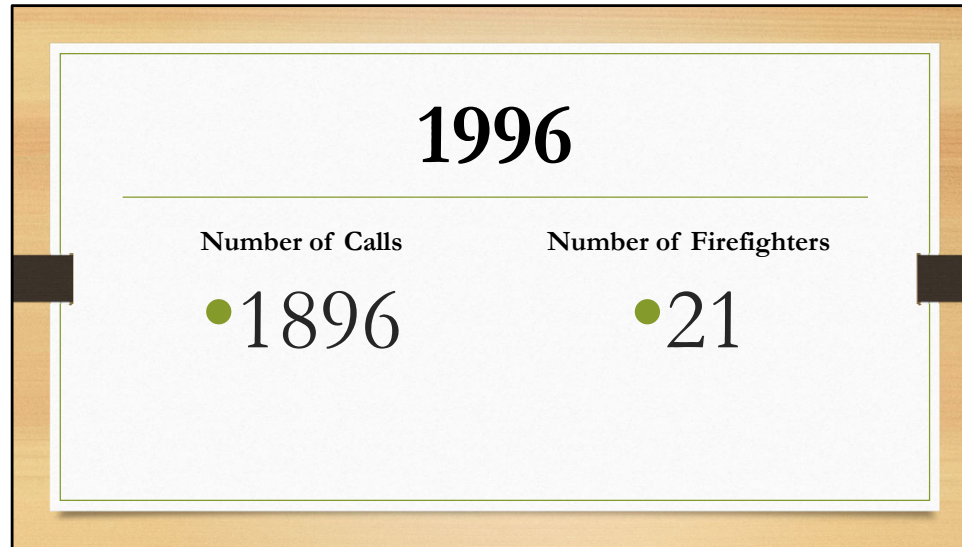 1996
Number of Calls
Number of Firefighters
•1896
•21